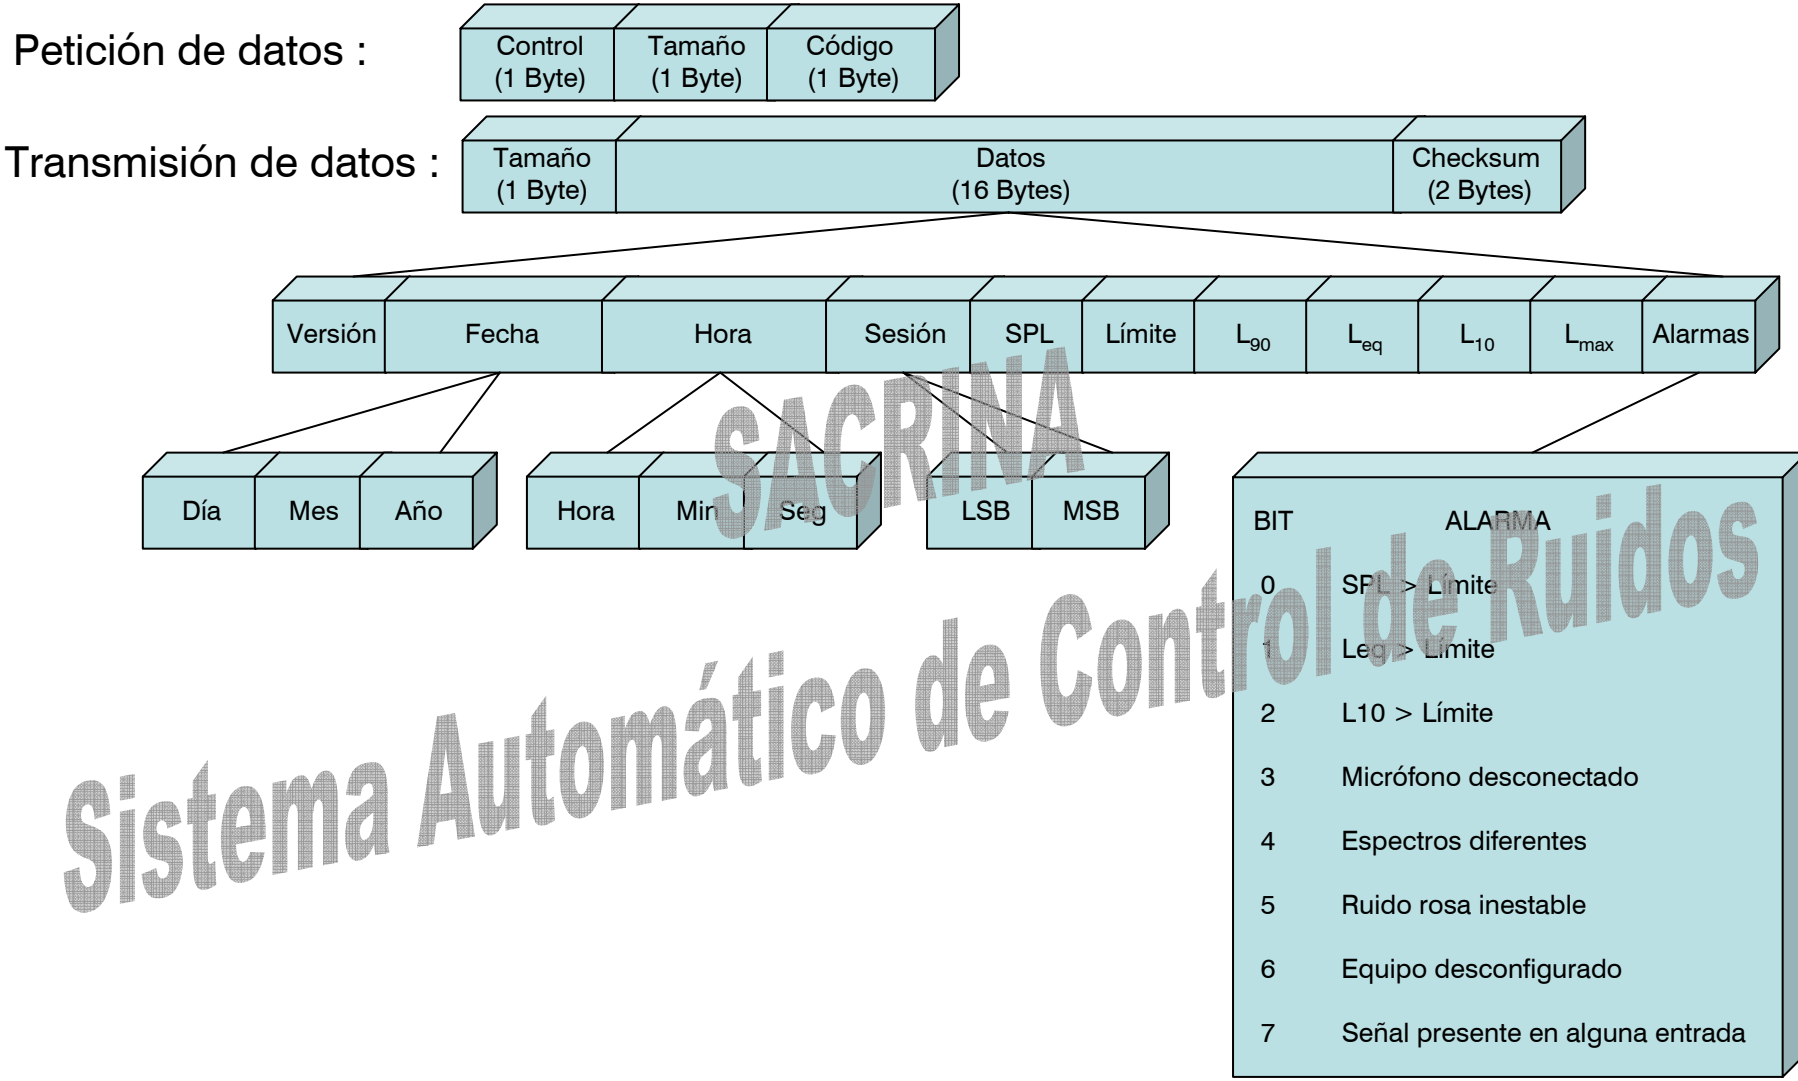 Petición de datos :
Control
(1 Byte)
Tamaño
(1 Byte)
Código
(1 Byte)
Transmisión de datos :
Tamaño
(1 Byte)
Datos
(16 Bytes)
Checksum
(2 Bytes)
Versión
Fecha
Hora
Sesión
SPL
Límite
L90
Leq
L10
Lmax
Alarmas
Día
Mes
Año
Hora
Min
Seg
LSB
MSB
BIT ALARMA
0 SPL > Límite
1 Leq > Límite
2 L10 > Límite
3 Micrófono desconectado
4 Espectros diferentes
5 Ruido rosa inestable
6 Equipo desconfigurado
7 Señal presente en alguna entrada
SACRINA
Sistema Automático de Control de Ruidos